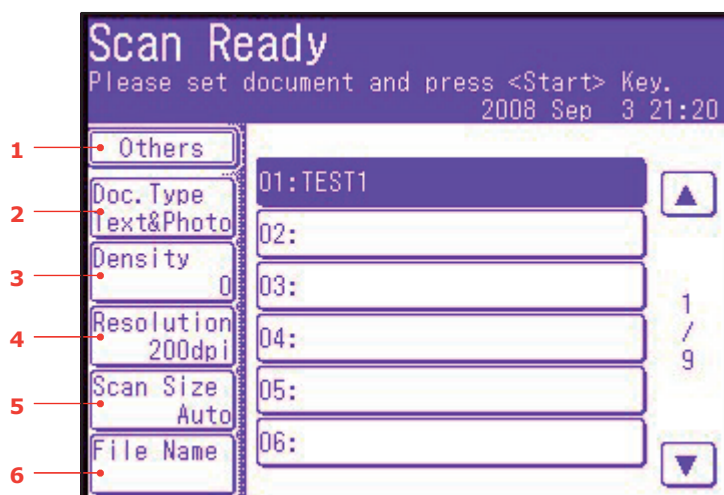 Scan Ready
Please set document and press <Start> Key.
2008 Sep 3 21:20
1
Others
2
Doc.Type
Text&Photo
3
Density
0
4
Resolution
200dpi
5
Scan Size
Auto
6
File Name
01:TEST1
02:
03:
04:
05:
06:
▲
1
/
9
▼